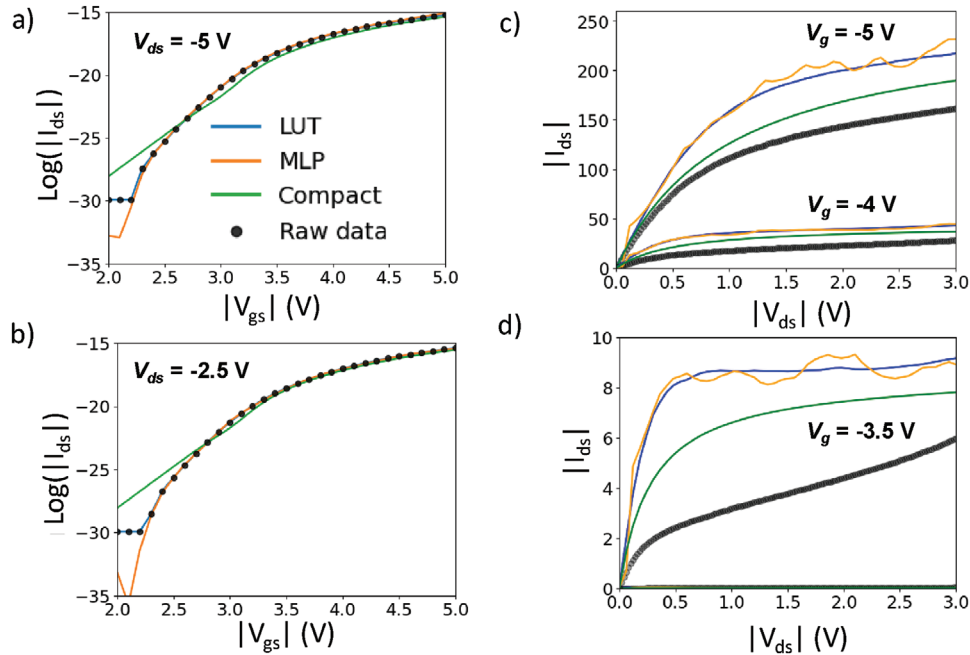 a)
V_ds = -5 V
-15
-20
-25
-30
-35
Log(|I_ds|)
LUT
MLP
Compact
Raw data
2.0 2.5 3.0 3.5 4.0 4.5 5.0
|V_gs| (V)
b)
V_ds = -2.5 V
-15
-20
-25
-30
-35
Log(|I_ds|)
2.0 2.5 3.0 3.5 4.0 4.5 5.0
|V_gs| (V)
c)
V_g = -5 V
V_g = -4 V
250
200
150
100
50
0
|I_ds|
0.0 0.5 1.0 1.5 2.0 2.5 3.0
|V_ds| (V)
d)
V_g = -3.5 V
10
8
6
4
2
0
|I_ds|
0.0 0.5 1.0 1.5 2.0 2.5 3.0
|V_ds| (V)